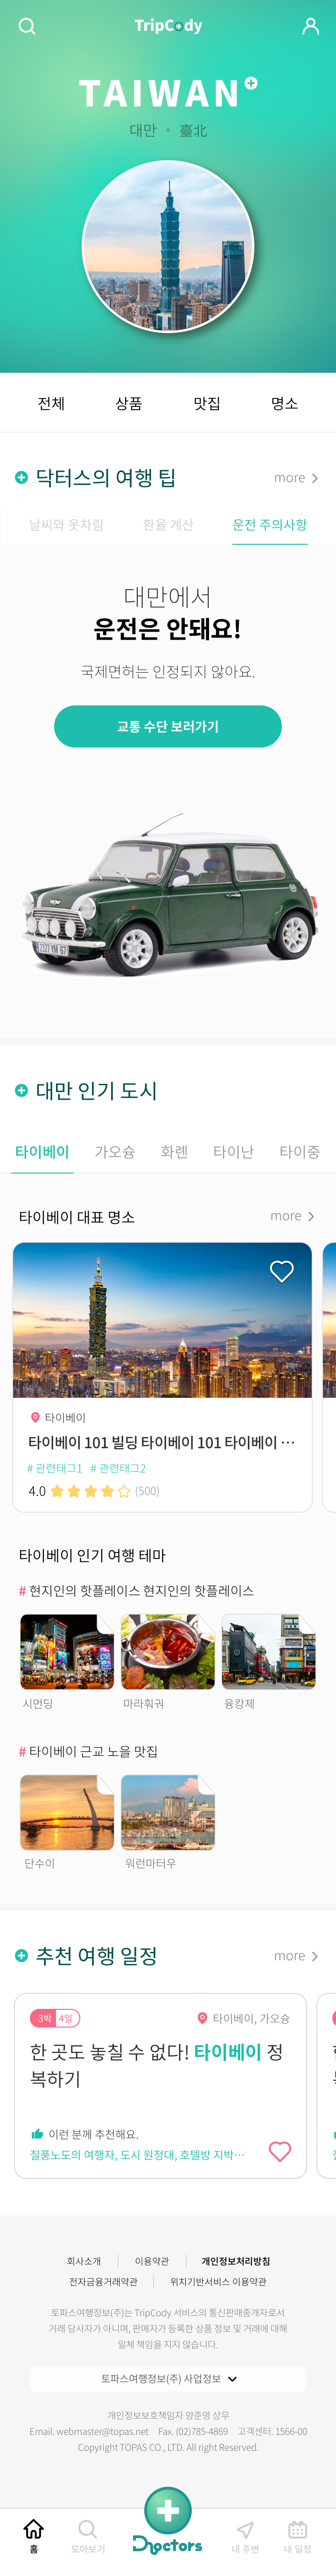 TripCody
TAIWAN
대만 • 臺北
전체 상품 맛집 명소
닥터스의 여행 팁 more
날씨와 옷차림 환율 계산 운전 주의사항
대만에서
운전은 안돼요!
국제면허는 인정되지 않아요.
교통 수단 보러가기
대만 인기 도시
타이베이 가오슝 화롄 타이난 타이중
타이베이 대표 명소 more
타이베이
타이베이 101 빌딩 타이베이 101 타이베이 ⋯
# 관련태그1 # 관련태그2
4.0 (500)
타이베이 인기 여행 테마
# 현지인의 핫플레이스 현지인의 핫플레이스
시먼딩 마라훠궈 융캉제
# 타이베이 근교 노을 맛집
단수이 워런마터우
추천 여행 일정 more
3박 4일 타이베이, 가오슝
한 곳도 놓칠 수 없다! 타이베이 정
복하기
이런 분께 추천해요.
질풍노도의 여행자, 도시 원정대, 호텔방 지박⋯
회사소개 이용약관 개인정보처리방침
전자금융거래약관 위치기반서비스 이용약관
토파스여행정보(주)는 TripCody 서비스의 통신판매중개자로서
거래 당사자가 아니며, 판매자가 등록한 상품 정보 및 거래에 대해
일체 책임을 지지 않습니다.
토파스여행정보(주) 사업정보
개인정보보호책임자 양준영 상무
Email. webmaster@topas.net Fax. (02)785-4869 고객센터. 1566-00
Copyright TOPAS CO., LTD. All right Reserved.
홈 모아보기 Doctors 내 주변 내 일정